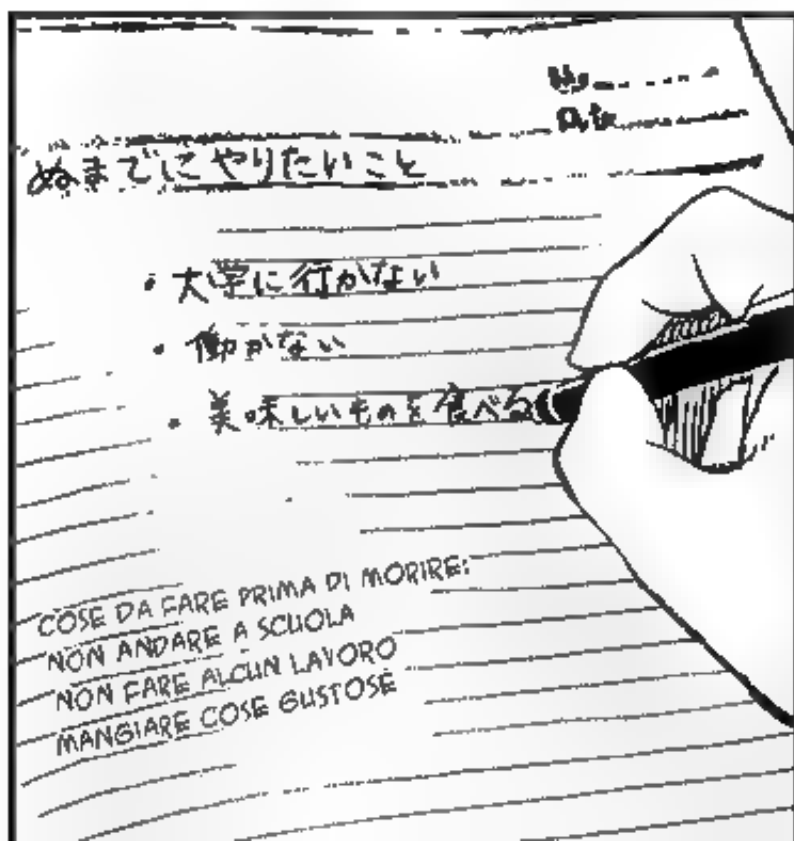 ぬまでにやりたいこと
・大学に行かない
・働かない
・美味しいものを食べる
COSE DA FARE PRIMA DI MORIRE:
NON ANDARE A SCUOLA
NON FARE ALCUN LAVORO
MANGIARE COSE GUSTOSE